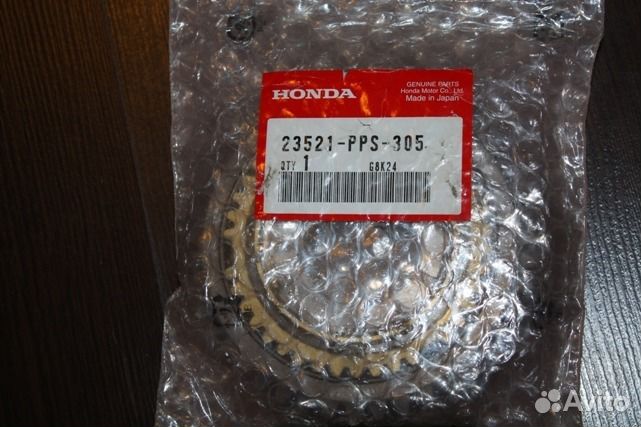 HONDA
GENUINE PARTS
Honda Motor Co., Ltd.
Made in Japan
23521-PPS-305
QTY 1 G8K24
Avito